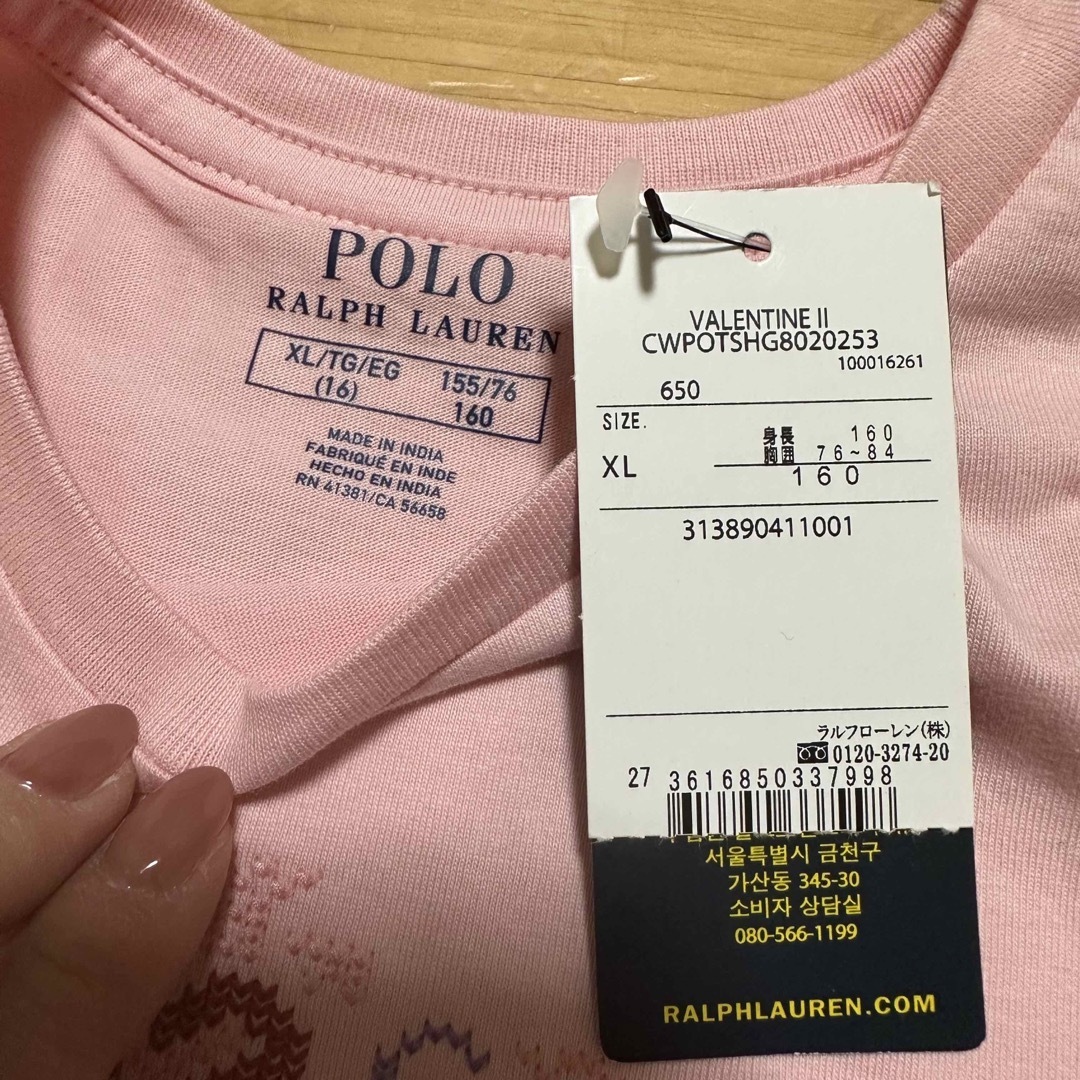 POLO
RALPH LAUREN
XL/TG/EG 155/76
(16) 160
MADE IN INDIA
FABRIQUÉ EN INDE
HECHO EN INDIA
RN 41381/CA 56658
VALENTINE II
CWPOTSHG8020253
100016261
650
SIZE.
XL
身長 160
胸囲 76~84
160
313890411001
ラルフローレン(株)
0120-3274-20
27 3616850337998
서울특별시 금천구
가산동 345-30
소비자 상담실
080-566-1199
RALPHLAUREN.COM